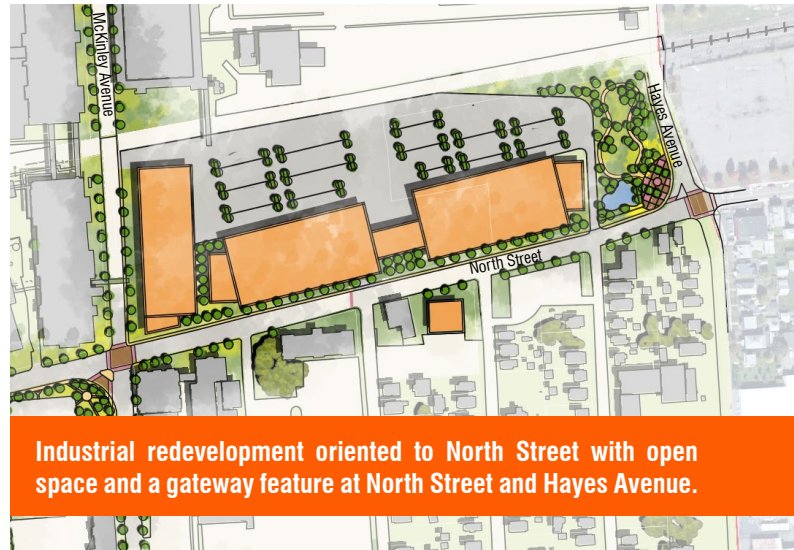 McKinley Avenue
Hayes Avenue
North Street
Industrial redevelopment oriented to North Street with open
space and a gateway feature at North Street and Hayes Avenue.